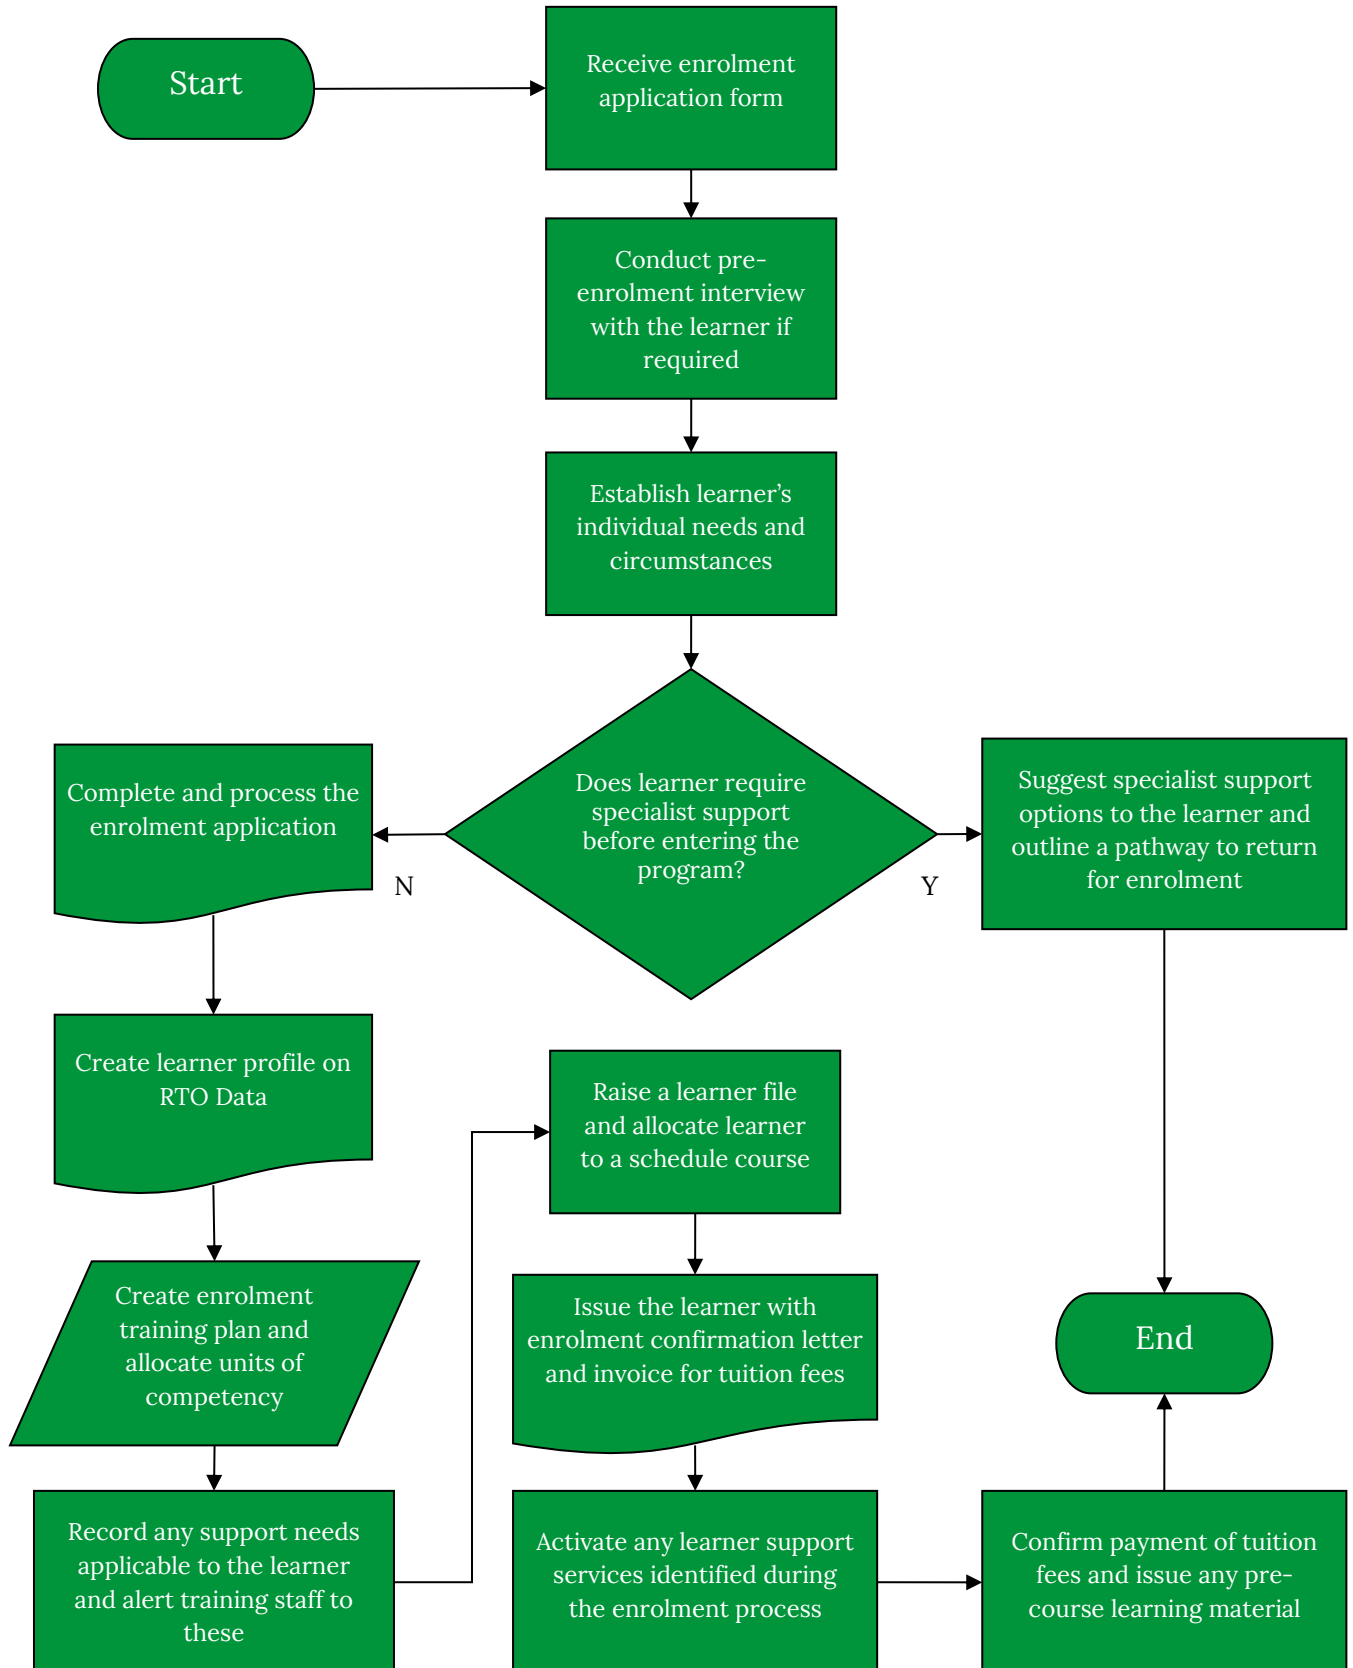 Start
Receive enrolment
application form
Conduct pre-
enrolment interview
with the learner if
required
Establish learner’s
individual needs and
circumstances
Does learner require
specialist support
before entering the
program?
N
Y
Complete and process the
enrolment application
Suggest specialist support
options to the learner and
outline a pathway to return
for enrolment
Create learner profile on
RTO Data
Create enrolment
training plan and
allocate units of
competency
Record any support needs
applicable to the learner
and alert training staff to
these
Raise a learner file
and allocate learner
to a schedule course
Issue the learner with
enrolment confirmation letter
and invoice for tuition fees
Activate any learner support
services identified during
the enrolment process
Confirm payment of tuition
fees and issue any pre-
course learning material
End